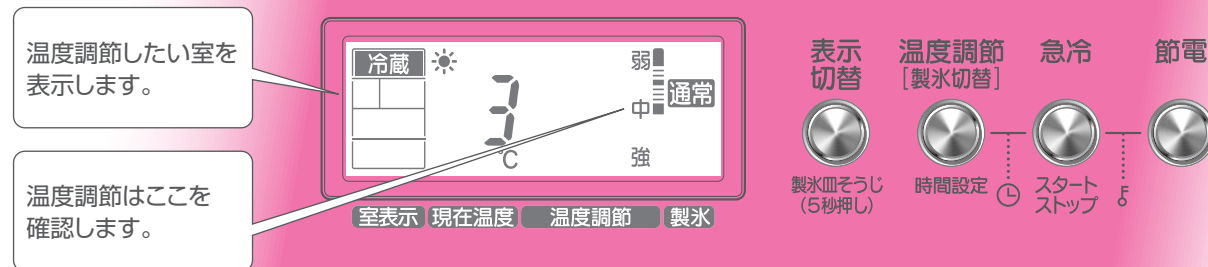 温度調節したい室を
表示します。
温度調節はここを
確認します。
冷蔵
3
℃
弱
中
強
通常
室表示 現在温度 温度調節 製氷
表示
切替
温度調節
[製氷切替]
急冷
節電
製氷皿そうじ
(5秒押し)
時間設定
スタート
ストップ